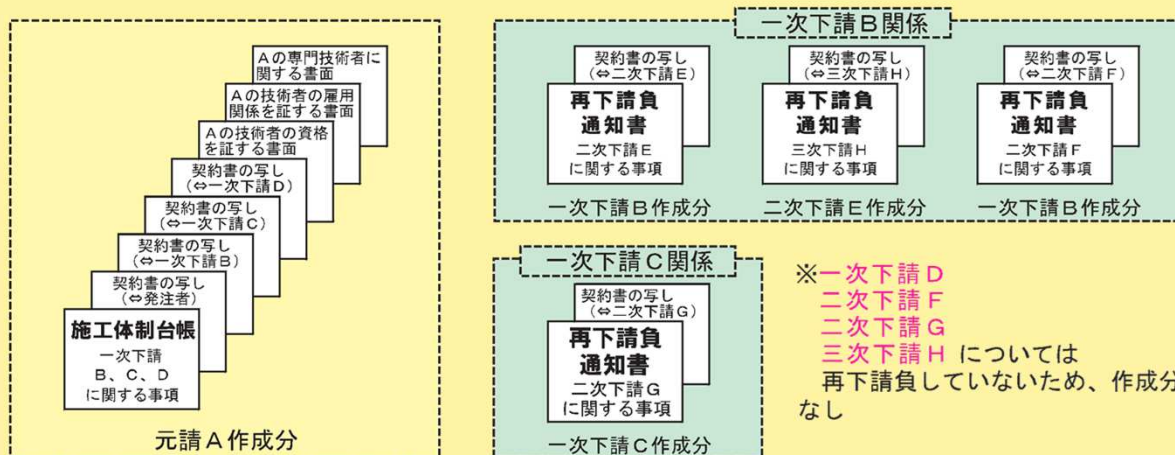 Aの専門技術者に
関する書面
Aの技術者の雇用
関係を証する書面
Aの技術者の資格
を証する書面
契約書の写し
(⇔一次下請D)
契約書の写し
(⇔一次下請C)
契約書の写し
(⇔一次下請B)
契約書の写し
(⇔発注者)
施工体制台帳
一次下請
B、C、D
に関する事項
元請A作成分
一次下請B関係
契約書の写し
(⇔二次下請E)
再下請負
通知書
二次下請E
に関する事項
一次下請B作成分
契約書の写し
(⇔三次下請H)
再下請負
通知書
三次下請H
に関する事項
二次下請E作成分
契約書の写し
(⇔二次下請F)
再下請負
通知書
二次下請F
に関する事項
一次下請B作成分
一次下請C関係
契約書の写し
(⇔二次下請G)
再下請負
通知書
二次下請G
に関する事項
一次下請C作成分
※一次下請D
二次下請F
二次下請G
三次下請H については
再下請負していないため、作成分
なし